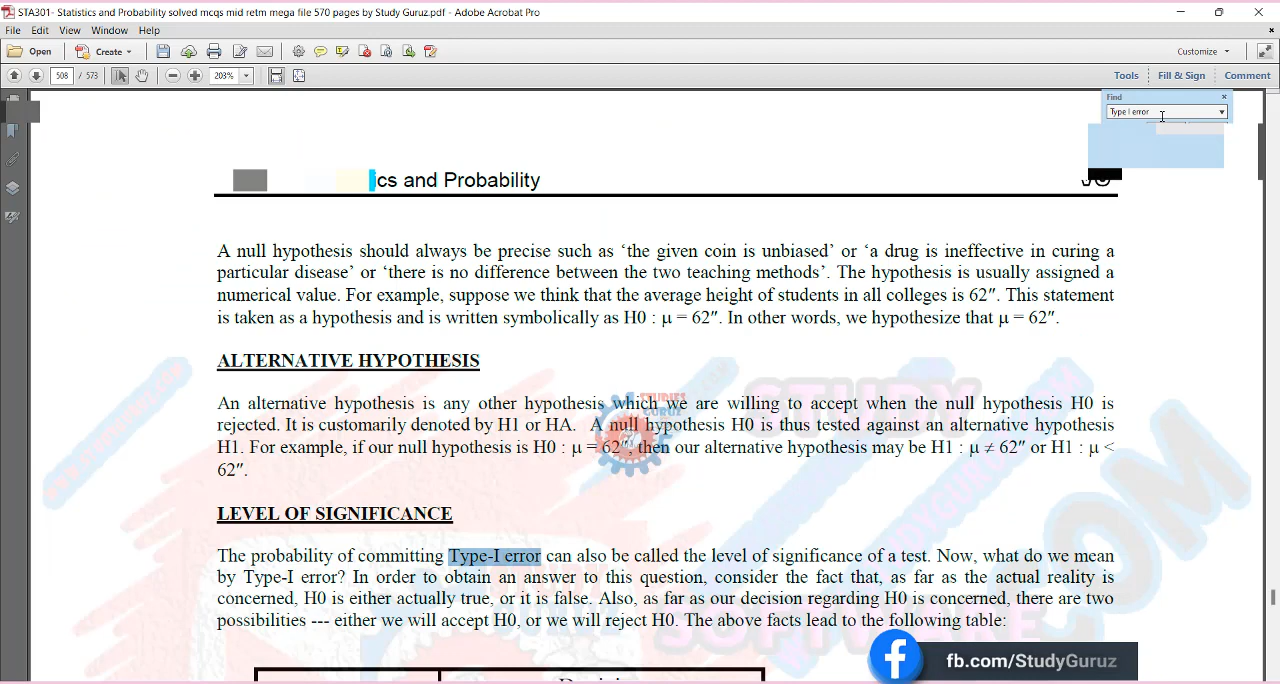 STA301- Statistics and Probability solved mcqs mid retm mega file 570 pages by Study Guruz.pdf - Adobe Acrobat Pro
File Edit View Window Help
Open Create Customize
508 / 573 203% Tools Fill & Sign Comment
Find
Type I error
ics and Probability
A null hypothesis should always be precise such as ‘the given coin is unbiased’ or ‘a drug is ineffective in curing a
particular disease’ or ‘there is no difference between the two teaching methods’. The hypothesis is usually assigned a
numerical value. For example, suppose we think that the average height of students in all colleges is 62″. This statement
is taken as a hypothesis and is written symbolically as H0 : μ = 62″. In other words, we hypothesize that μ = 62″.
ALTERNATIVE HYPOTHESIS
An alternative hypothesis is any other hypothesis which we are willing to accept when the null hypothesis H0 is
rejected. It is customarily denoted by H1 or HA. A null hypothesis H0 is thus tested against an alternative hypothesis
H1. For example, if our null hypothesis is H0 : μ = 62″, then our alternative hypothesis may be H1 : μ ≠ 62″ or H1 : μ <
62″.
LEVEL OF SIGNIFICANCE
The probability of committing Type-I error can also be called the level of significance of a test. Now, what do we mean
by Type-I error? In order to obtain an answer to this question, consider the fact that, as far as the actual reality is
concerned, H0 is either actually true, or it is false. Also, as far as our decision regarding H0 is concerned, there are two
possibilities --- either we will accept H0, or we will reject H0. The above facts lead to the following table:
STUDY
SOFTWARE.COM
fb.com/StudyGuruz